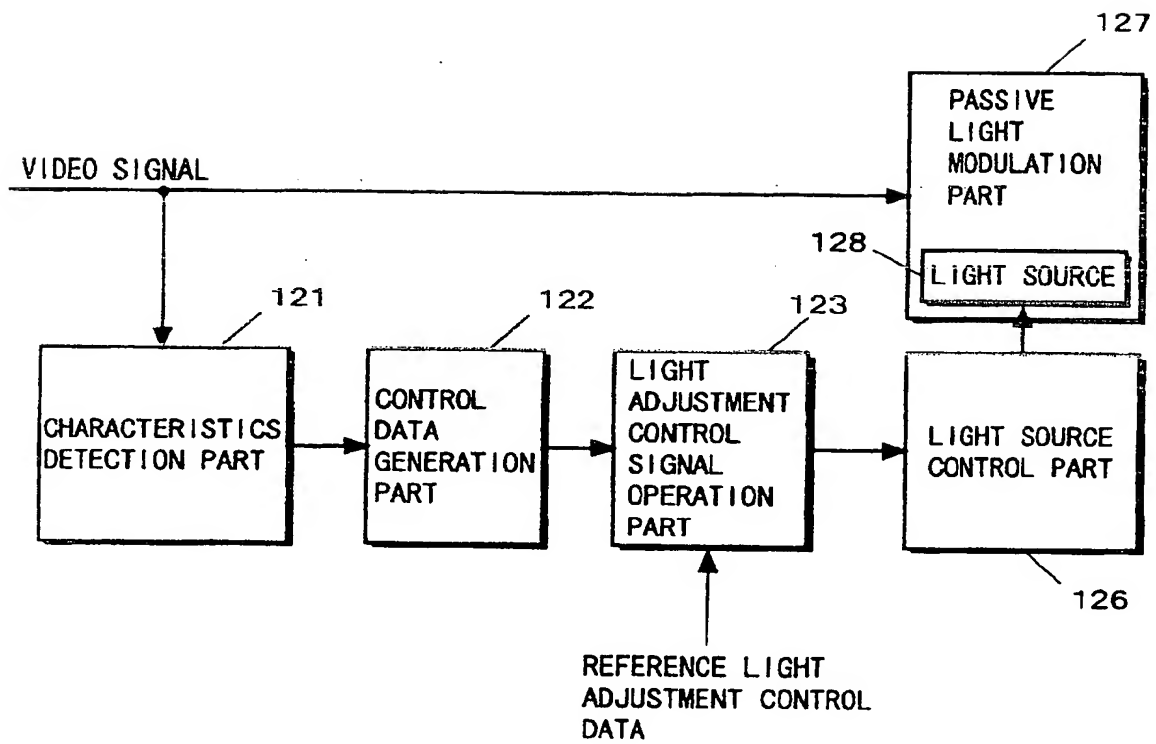 127
PASSIVE
LIGHT
MODULATION
PART
VIDEO SIGNAL
128
LIGHT SOURCE
121
122
123
CHARACTERISTICS
DETECTION PART
CONTROL
DATA
GENERATION
PART
LIGHT
ADJUSTMENT
CONTROL
SIGNAL
OPERATION
PART
LIGHT SOURCE
CONTROL PART
126
REFERENCE LIGHT
ADJUSTMENT CONTROL
DATA